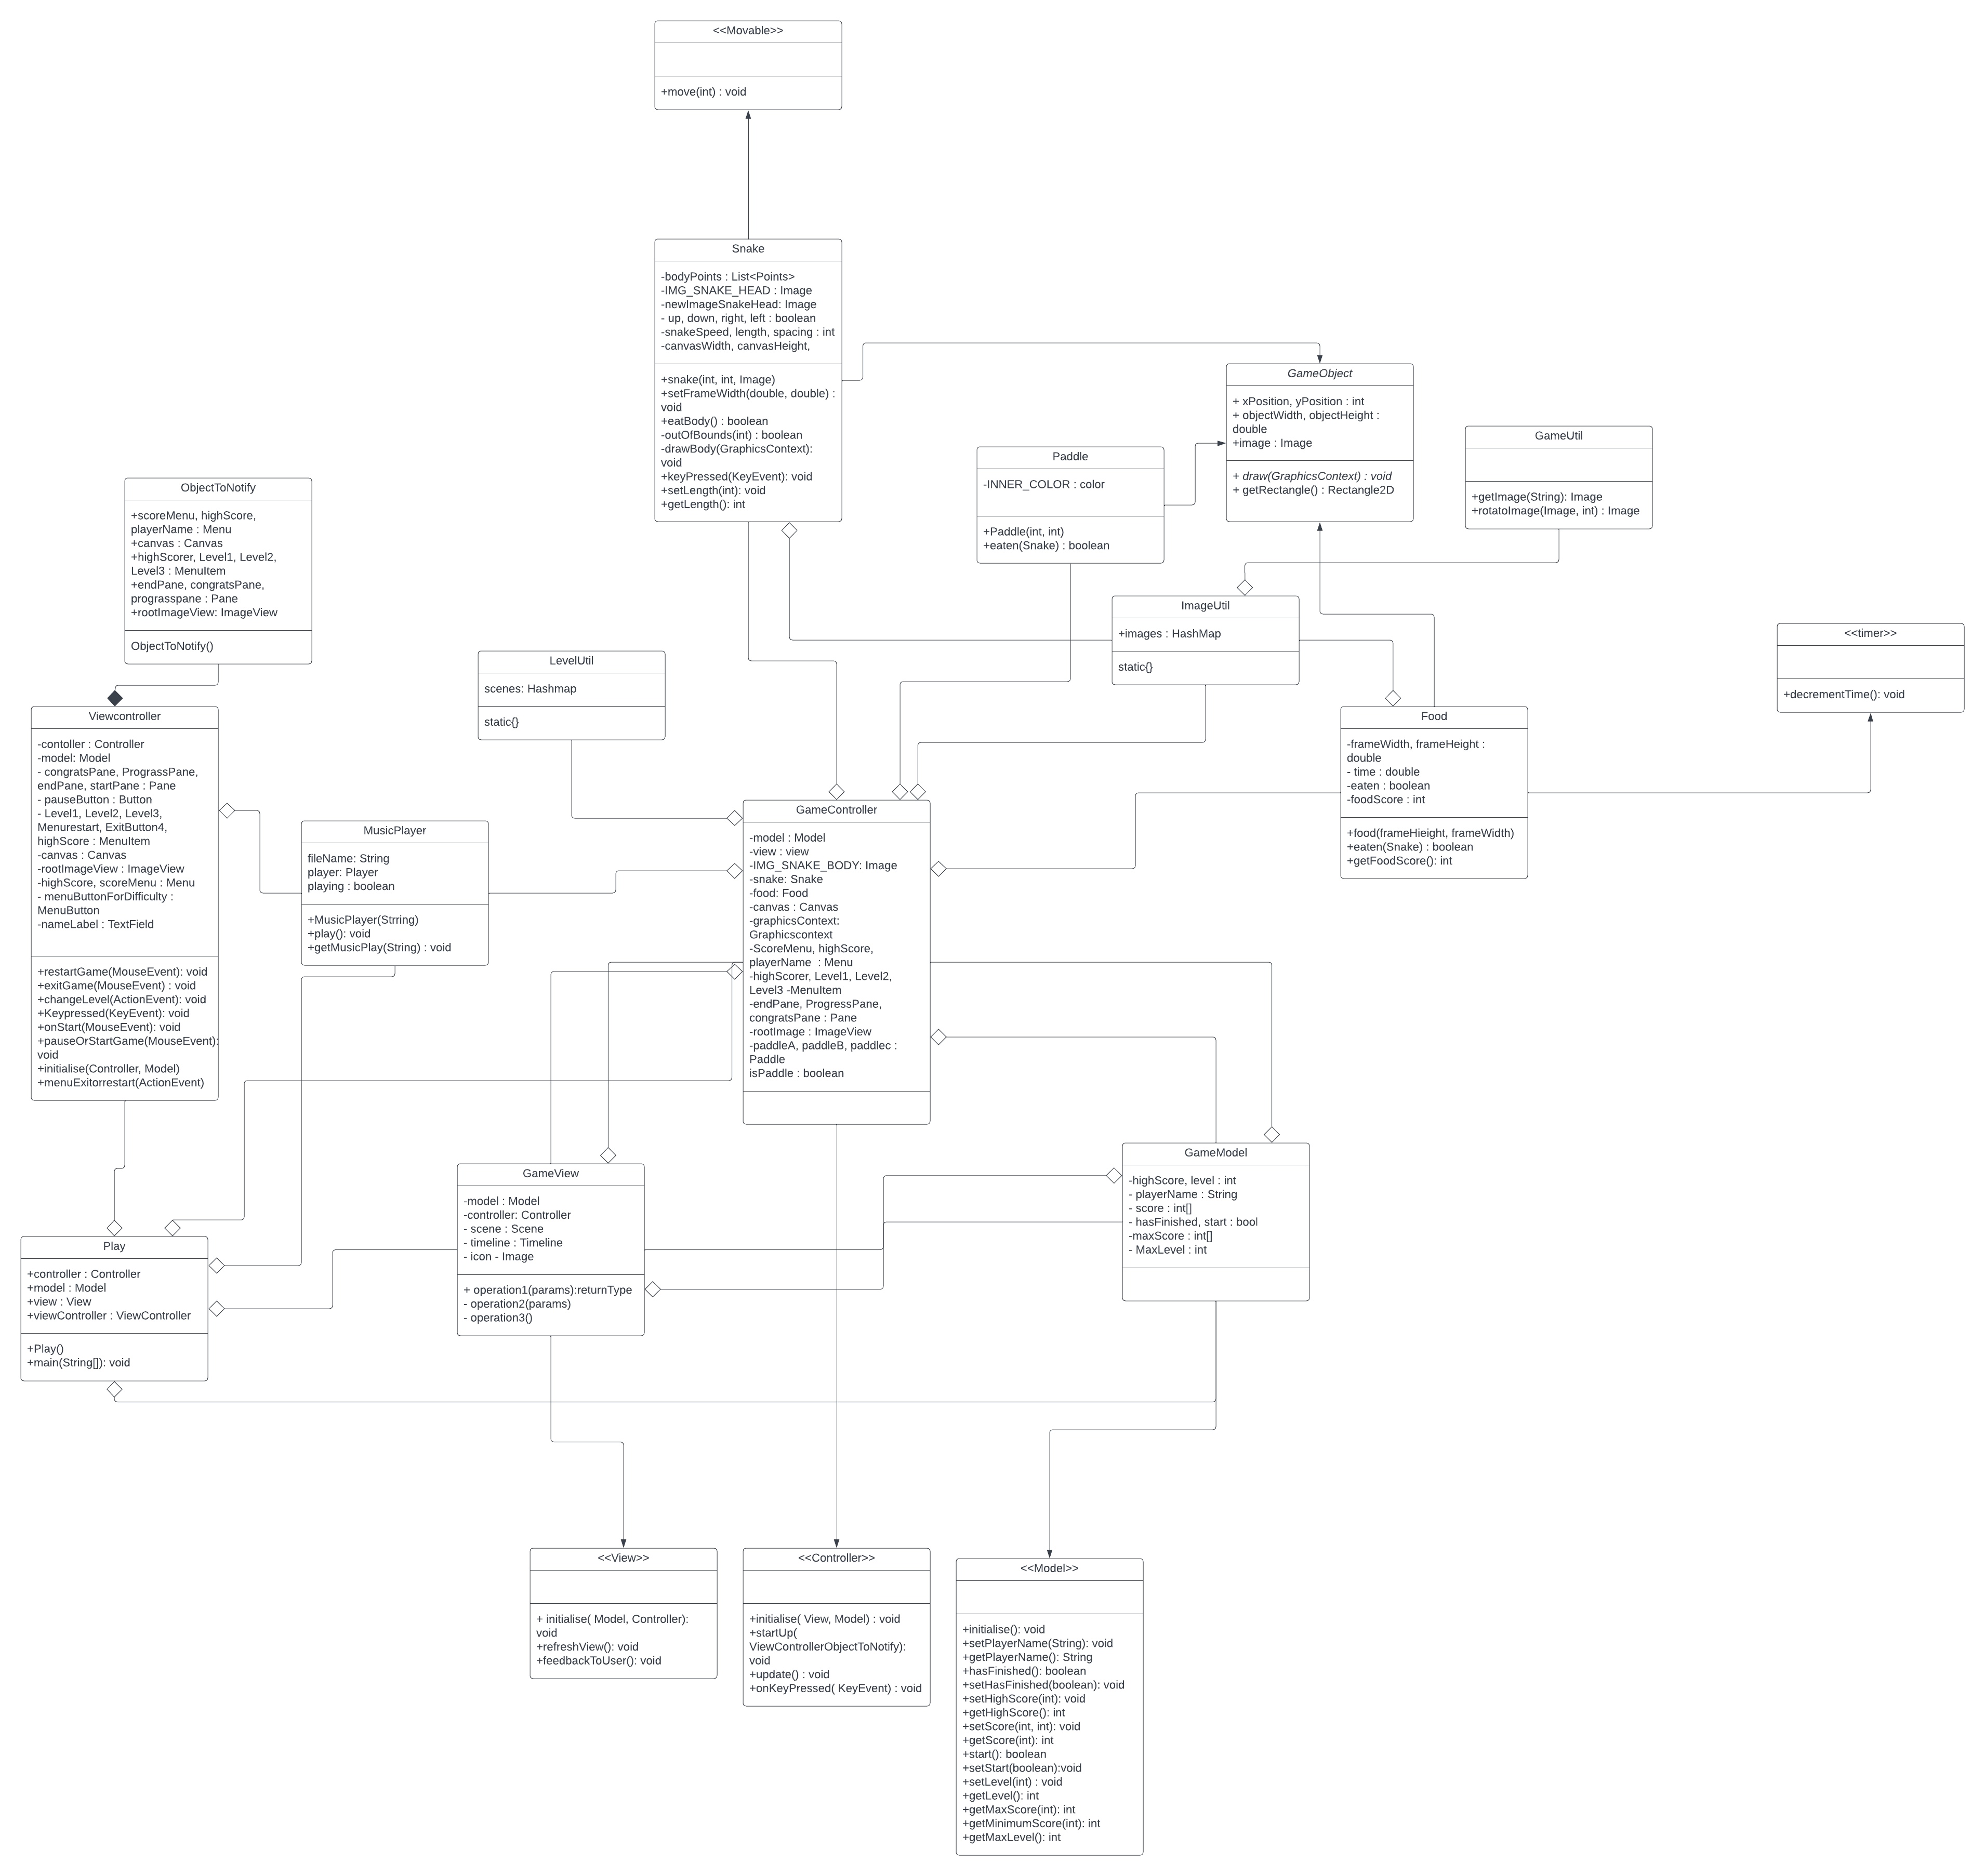 <<Movable>>
+move(int) : void
Snake
-bodyPoints : List<Points>
-IMG_SNAKE_HEAD : Image
-newImageSnakeHead: Image
- up, down, right, left : boolean
-snakeSpeed, length, spacing : int
-canvasWidth, canvasHeight,
+snake(int, int, Image)
+setFrameWidth(double, double) :
void
+eatBody() : boolean
-outOfBounds(int) : boolean
-drawBody(GraphicsContext):
void
+keyPressed(KeyEvent): void
+setLength(int): void
+getLength(): int
GameObject
+ xPosition, yPosition : int
+ objectWidth, objectHeight :
double
+image : Image
+ draw(GraphicsContext) : void
+ getRectangle() : Rectangle2D
GameUtil
+getImage(String): Image
+rotatoImage(Image, int) : Image
Paddle
-INNER_COLOR : color
+Paddle(int, int)
+eaten(Snake) : boolean
ObjectToNotify
+scoreMenu, highScore,
playerName : Menu
+canvas : Canvas
+highScorer, Level1, Level2,
Level3 : MenuItem
+endPane, congratsPane,
prograsspane : Pane
+rootImageView: ImageView
ObjectToNotify()
ImageUtil
+images : HashMap
static{}
<<timer>>
+decrementTime(): void
LevelUtil
scenes: Hashmap
static{}
Viewcontroller
-contoller : Controller
-model: Model
- congratsPane, PrograssPane,
endPane, startPane : Pane
- pauseButton : Button
- Level1, Level2, Level3,
Menurestart, ExitButton4,
highScore : MenuItem
-canvas : Canvas
-rootImageView : ImageView
-highScore, scoreMenu : Menu
- menuButtonForDifficulty :
MenuButton
-nameLabel : TextField
+restartGame(MouseEvent): void
+exitGame(MouseEvent) : void
+changeLevel(ActionEvent): void
+Keypressed(KeyEvent): void
+onStart(MouseEvent): void
+pauseOrStartGame(MouseEvent):
void
+initialise(Controller, Model)
+menuExitorrestart(ActionEvent)
Food
-frameWidth, frameHeight :
double
- time : double
-eaten : boolean
-foodScore : int
+food(frameHieight, frameWidth)
+eaten(Snake) : boolean
+getFoodScore(): int
MusicPlayer
fileName: String
player: Player
playing : boolean
+MusicPlayer(Strring)
+play(): void
+getMusicPlay(String) : void
GameController
-model : Model
-view : view
-IMG_SNAKE_BODY: Image
-snake: Snake
-food: Food
-canvas : Canvas
-graphicsContext:
Graphicscontext
-ScoreMenu, highScore,
playerName  : Menu
-highScorer, Level1, Level2,
Level3 -MenuItem
-endPane, ProgressPane,
congratsPane : Pane
-rootImage : ImageView
-paddleA, paddleB, paddlec :
Paddle
isPaddle : boolean
GameModel
-highScore, level : int
- playerName : String
- score : int[]
- hasFinished, start : bool
-maxScore : int[]
- MaxLevel : int
GameView
-model : Model
-controller: Controller
- scene : Scene
- timeline : Timeline
- icon - Image
+ operation1(params):returnType
- operation2(params)
- operation3()
Play
+controller : Controller
+model : Model
+view : View
+viewController : ViewController
+Play()
+main(String[]): void
<<View>>
+ initialise( Model, Controller):
void
+refreshView(): void
+feedbackToUser(): void
<<Controller>>
+initialise( View, Model) : void
+startUp(
ViewControllerObjectToNotify):
void
+update() : void
+onKeyPressed( KeyEvent) : void
<<Model>>
+initialise(): void
+setPlayerName(String): void
+getPlayerName(): String
+hasFinished(): boolean
+setHasFinished(boolean): void
+setHighScore(int): void
+getHighScore(): int
+setScore(int, int): void
+getScore(int): int
+start(): boolean
+setStart(boolean):void
+setLevel(int) : void
+getLevel(): int
+getMaxScore(int): int
+getMinimumScore(int): int
+getMaxLevel(): int